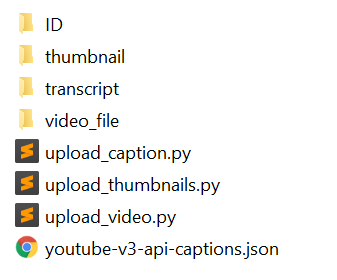 ID
thumbnail
transcript
video_file
upload_caption.py
upload_thumbnails.py
upload_video.py
youtube-v3-api-captions.json